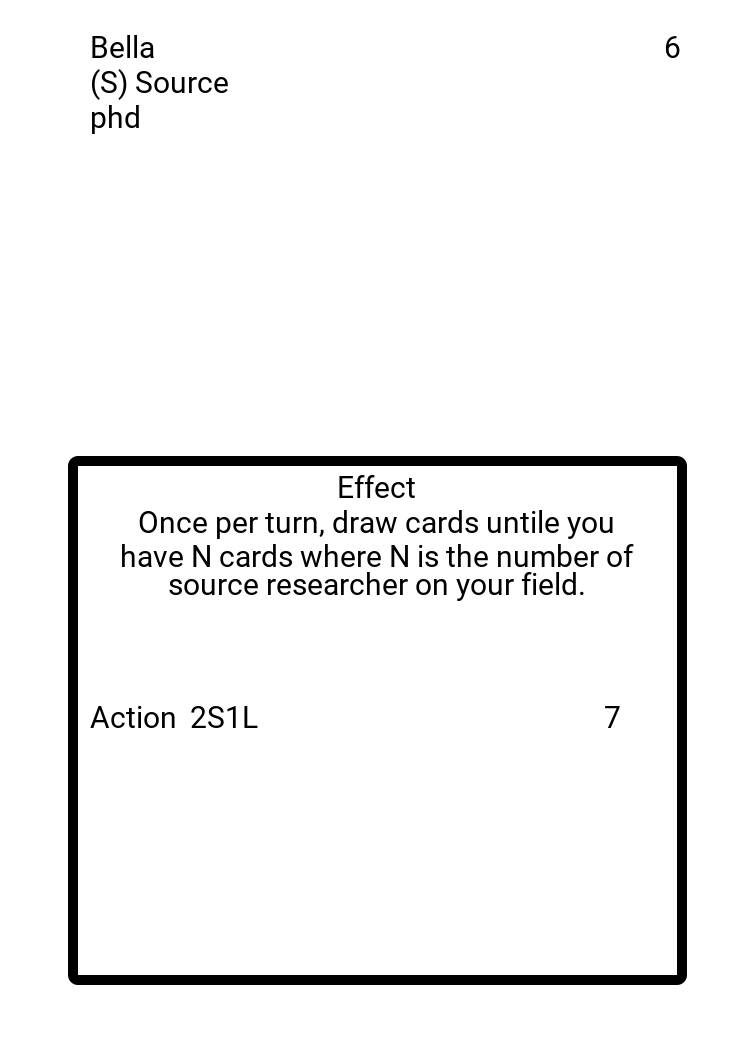 Bella 6
(S) Source
phd
Effect
Once per turn, draw cards untile you
have N cards where N is the number of
source researcher on your field.
Action 2S1L 7